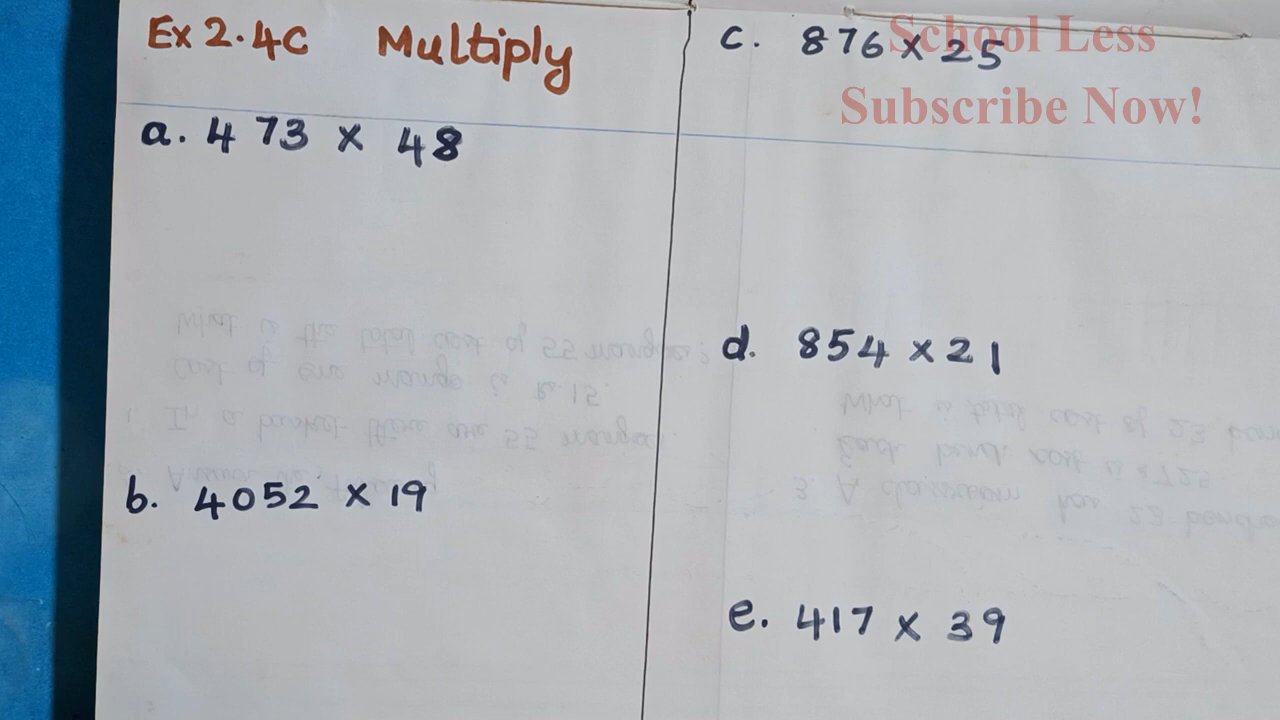 Ex 2.4C Multiply
a. 473 x 48
b. 4052 x 19
c. 876 x 25
d. 854 x 21
e. 417 x 39
School Less
Subscribe Now!